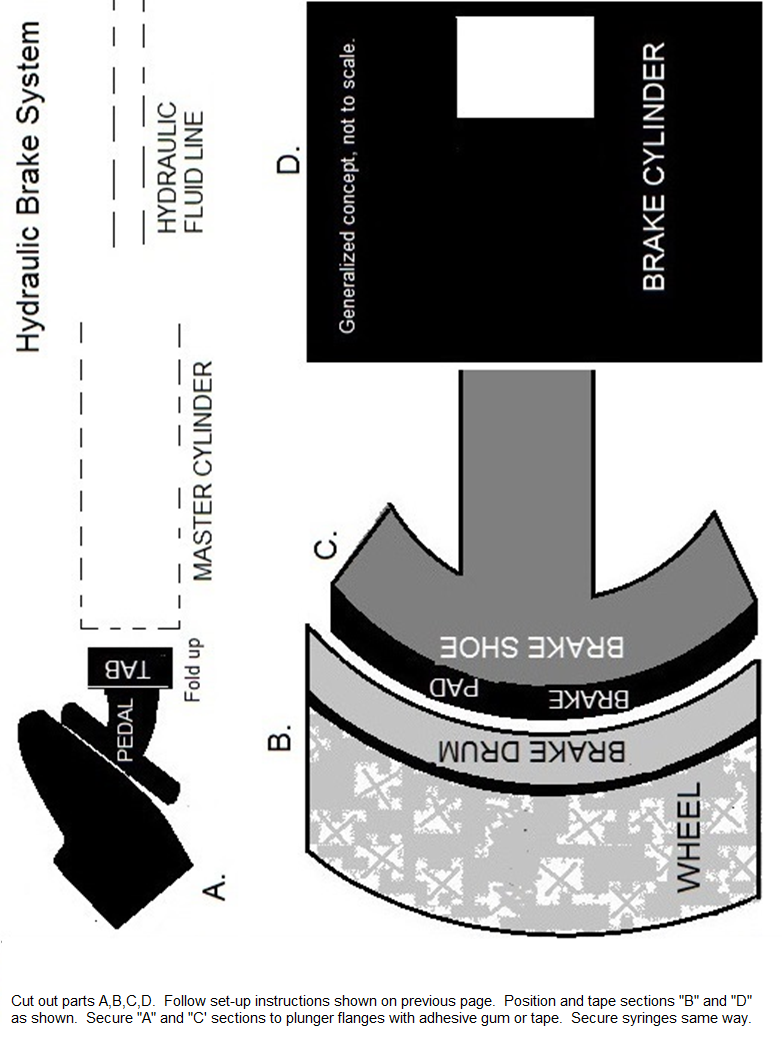 Hydraulic Brake System
HYDRAULIC
FLUID LINE
MASTER CYLINDER
TAB
Fold up
PEDAL
A.
D.
Generalized concept, not to scale.
BRAKE CYLINDER
C.
BRAKE SHOE
BRAKE
PAD
B.
BRAKE DRUM
WHEEL
Cut out parts A,B,C,D.  Follow set-up instructions shown on previous page.  Position and tape sections "B" and "D"
as shown.  Secure "A" and "C' sections to plunger flanges with adhesive gum or tape.  Secure syringes same way.